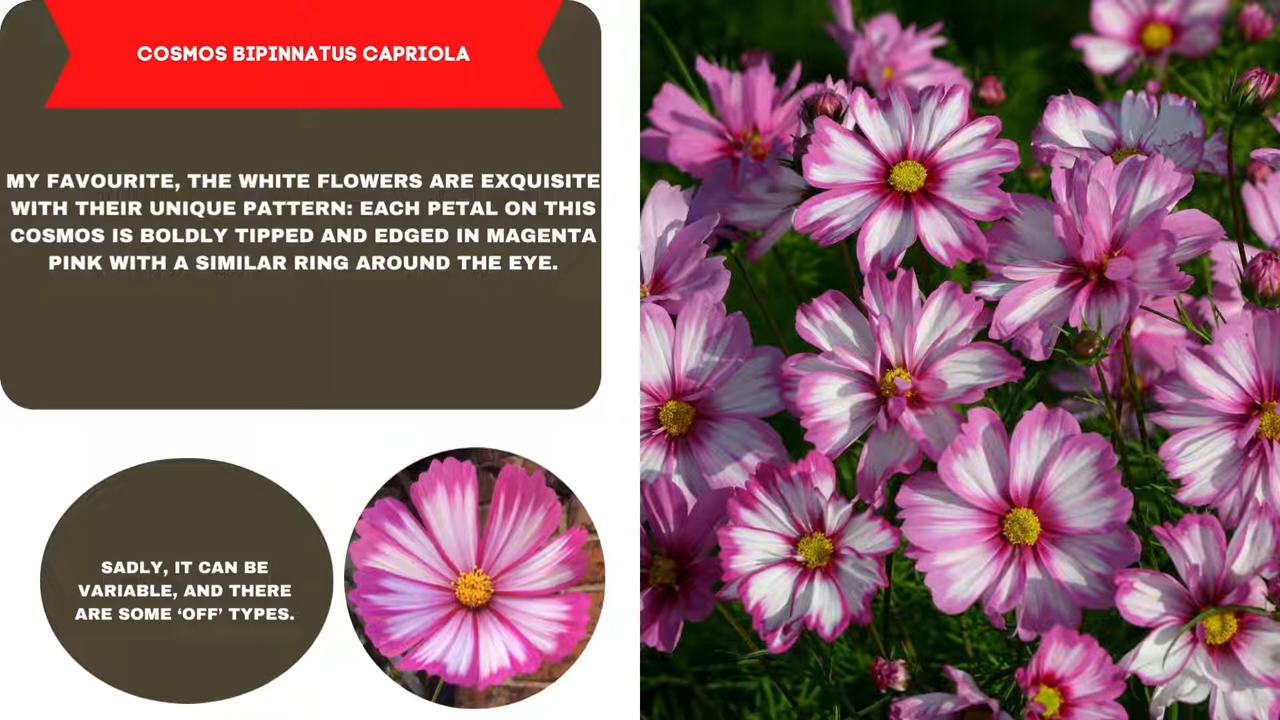 COSMOS BIPINNATUS CAPRIOLA
MY FAVOURITE, THE WHITE FLOWERS ARE EXQUISITE
WITH THEIR UNIQUE PATTERN: EACH PETAL ON THIS
COSMOS IS BOLDLY TIPPED AND EDGED IN MAGENTA
PINK WITH A SIMILAR RING AROUND THE EYE.
SADLY, IT CAN BE
VARIABLE, AND THERE
ARE SOME ‘OFF’ TYPES.